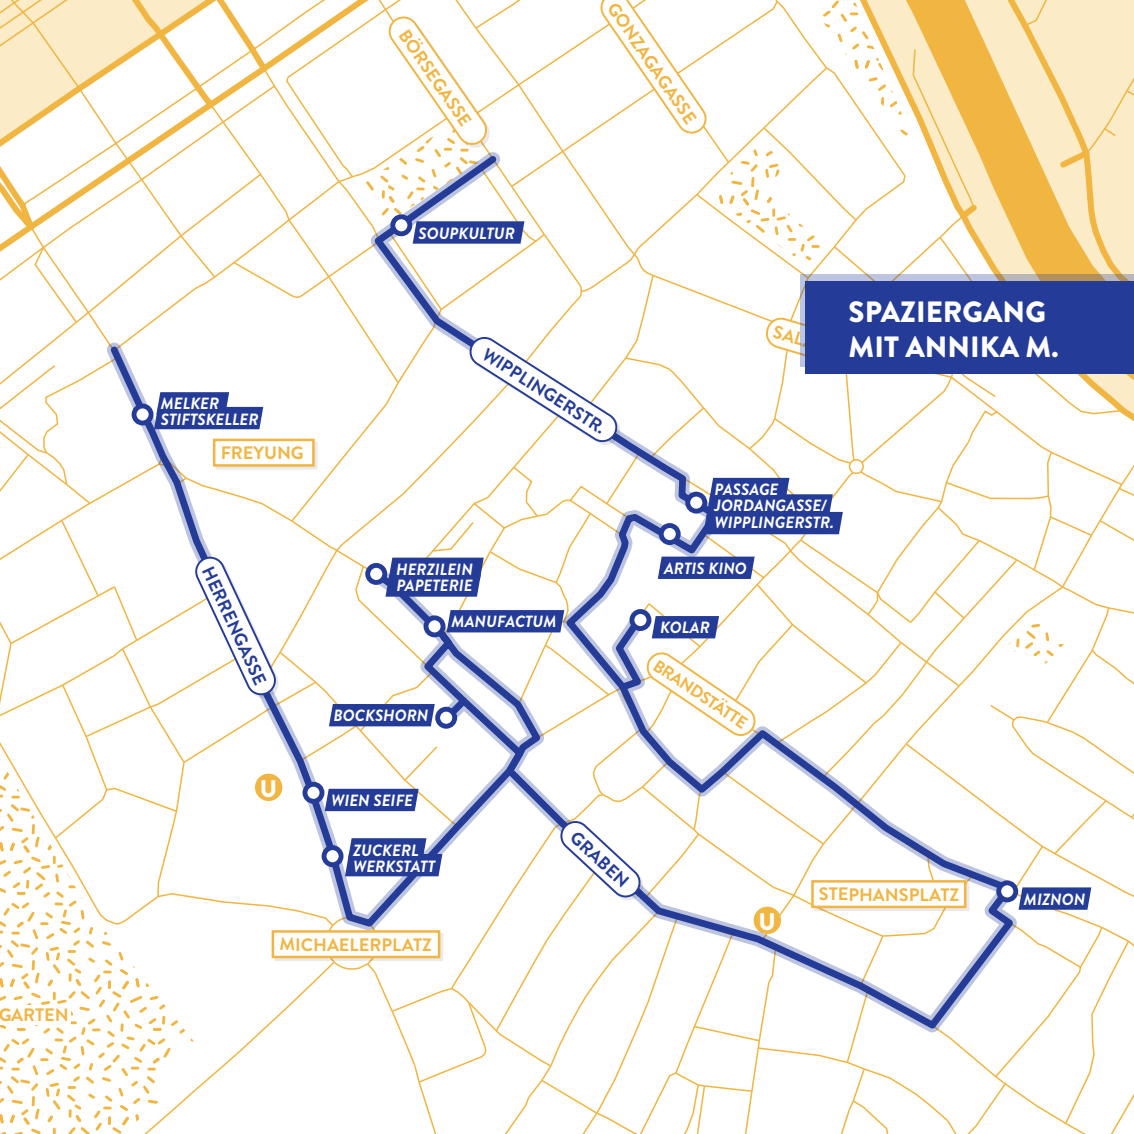 BÖRSEGASSE
GONZAGAGASSE
SOUPKULTUR
SPAZIERGANG
MIT ANNIKA M.
SAL
WIPPLINGERSTR.
MELKER
STIFTSKELLER
FREYUNG
PASSAGE
JORDANGASSE/
WIPPLINGERSTR.
ARTIS KINO
HERZILEIN
PAPETERIE
HERRENGASSE
MANUFACTUM
KOLAR
BRANDSTÄTTE
BOCKSHORN
U
WIEN SEIFE
ZUCKERL
WERKSTATT
GRABEN
STEPHANSPLATZ
MIZNON
U
MICHAELERPLATZ
GARTEN